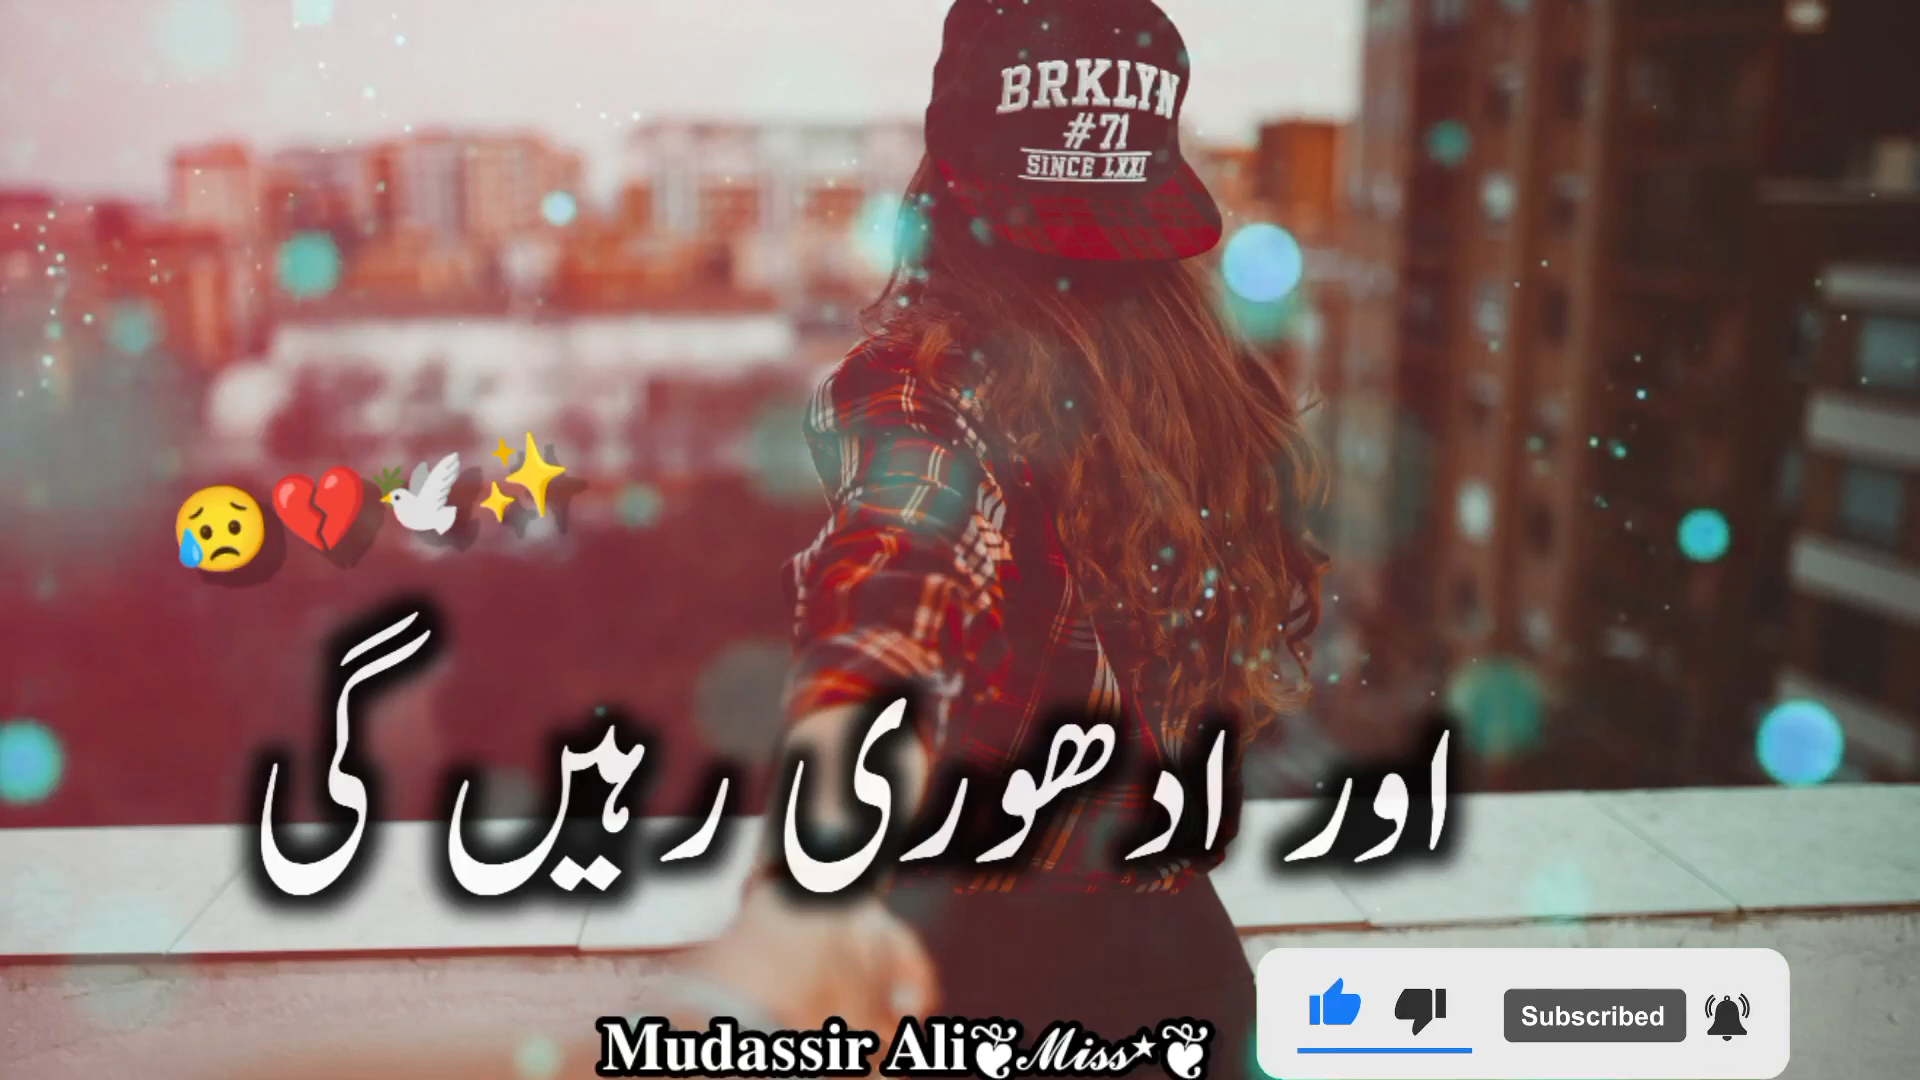 BRKLYN
#71
SINCE LXXI
😥💔🕊️✨
اور ادھوری رہیں گی
Subscribed
Mudassir Ali❦𝓜𝓲𝓼𝓼⋆❦